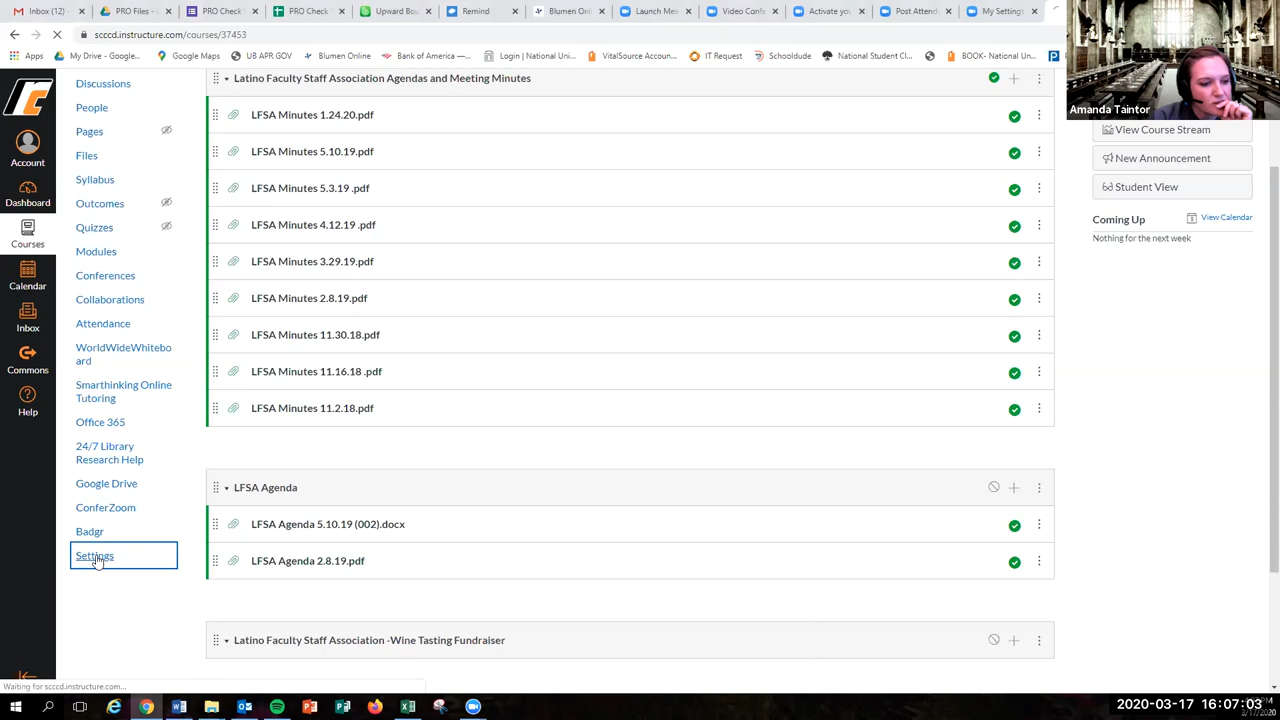 Inbox (12)
PRO Files -
PRO Check
PRO Check
Upward Bou
Remind
Blumen Onl
Launch Mee
Video Confe
Activate you
Post Attend
My Settings
scccd.instructure.com/courses/37453
Apps
My Drive - Google...
Google Maps
UB APR GOV
Blumen Online
Bank of America -...
Login | National Uni...
VitalSource Accoun...
IT Request
Schooldude
National Student Cl...
BOOK- National Un...
Amanda Taintor
Account
Dashboard
Courses
Calendar
Inbox
Commons
Help
Discussions
People
Pages
Files
Syllabus
Outcomes
Quizzes
Modules
Conferences
Collaborations
Attendance
WorldWideWhitebo
ard
Smarthinking Online
Tutoring
Office 365
24/7 Library
Research Help
Google Drive
ConferZoom
Badgr
Settings
Latino Faculty Staff Association Agendas and Meeting Minutes
LFSA Minutes 1.24.20.pdf
LFSA Minutes 5.10.19.pdf
LFSA Minutes 5.3.19 .pdf
LFSA Minutes 4.12.19 .pdf
LFSA Minutes 3.29.19.pdf
LFSA Minutes 2.8.19.pdf
LFSA Minutes 11.30.18.pdf
LFSA Minutes 11.16.18 .pdf
LFSA Minutes 11.2.18.pdf
LFSA Agenda
LFSA Agenda 5.10.19 (002).docx
LFSA Agenda 2.8.19.pdf
Latino Faculty Staff Association -Wine Tasting Fundraiser
View Course Stream
New Announcement
Student View
Coming Up
View Calendar
Nothing for the next week
Waiting for scccd.instructure.com...
2020-03-17 16:07:03
3/17/2020